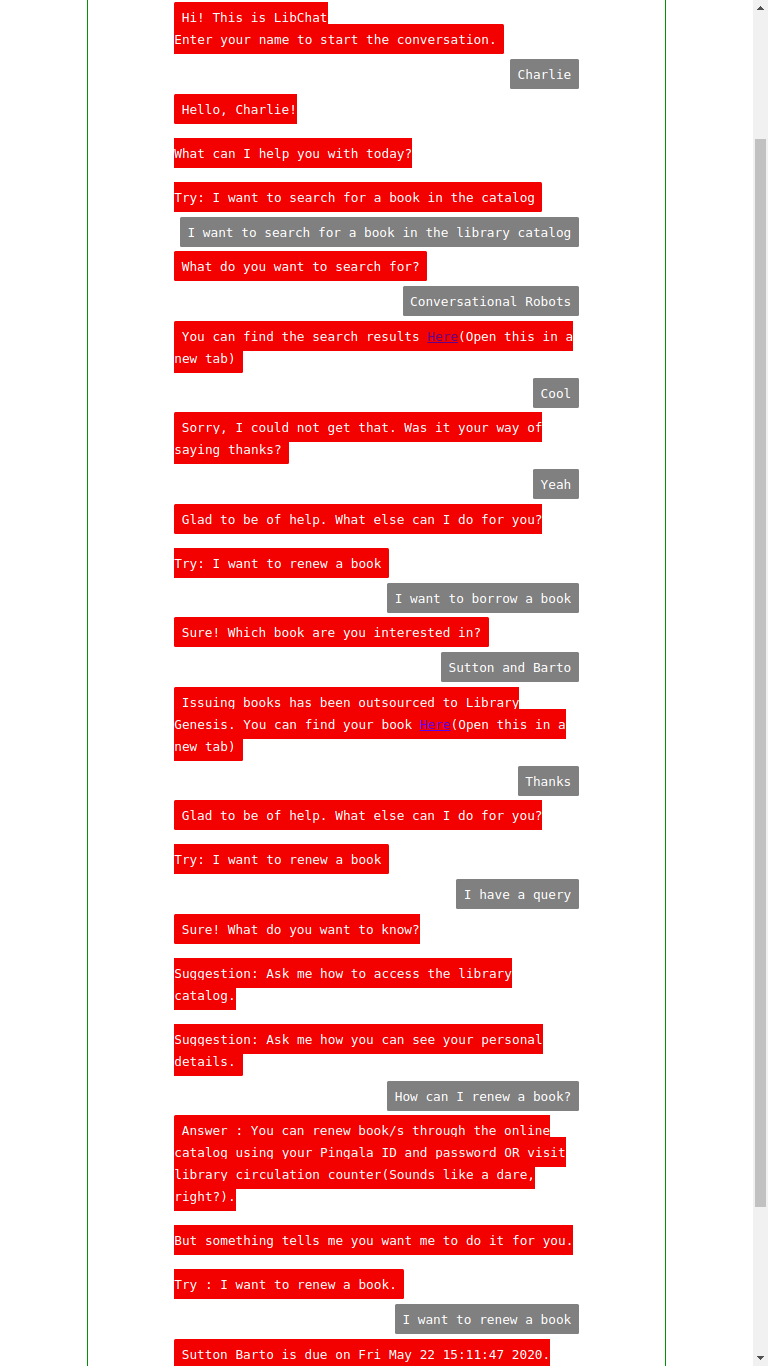 Hi! This is LibChat
Enter your name to start the conversation.
Charlie
Hello, Charlie!
What can I help you with today?
Try: I want to search for a book in the catalog
I want to search for a book in the library catalog
What do you want to search for?
Conversational Robots
You can find the search results Here(Open this in a
new tab)
Cool
Sorry, I could not get that. Was it your way of
saying thanks?
Yeah
Glad to be of help. What else can I do for you?
Try: I want to renew a book
I want to borrow a book
Sure! Which book are you interested in?
Sutton and Barto
Issuing books has been outsourced to Library
Genesis. You can find your book Here(Open this in a
new tab)
Thanks
Glad to be of help. What else can I do for you?
Try: I want to renew a book
I have a query
Sure! What do you want to know?
Suggestion: Ask me how to access the library
catalog.
Suggestion: Ask me how you can see your personal
details.
How can I renew a book?
Answer : You can renew book/s through the online
catalog using your Pingala ID and password OR visit
library circulation counter(Sounds like a dare,
right?).
But something tells me you want me to do it for you.
Try : I want to renew a book.
I want to renew a book
Sutton Barto is due on Fri May 22 15:11:47 2020.